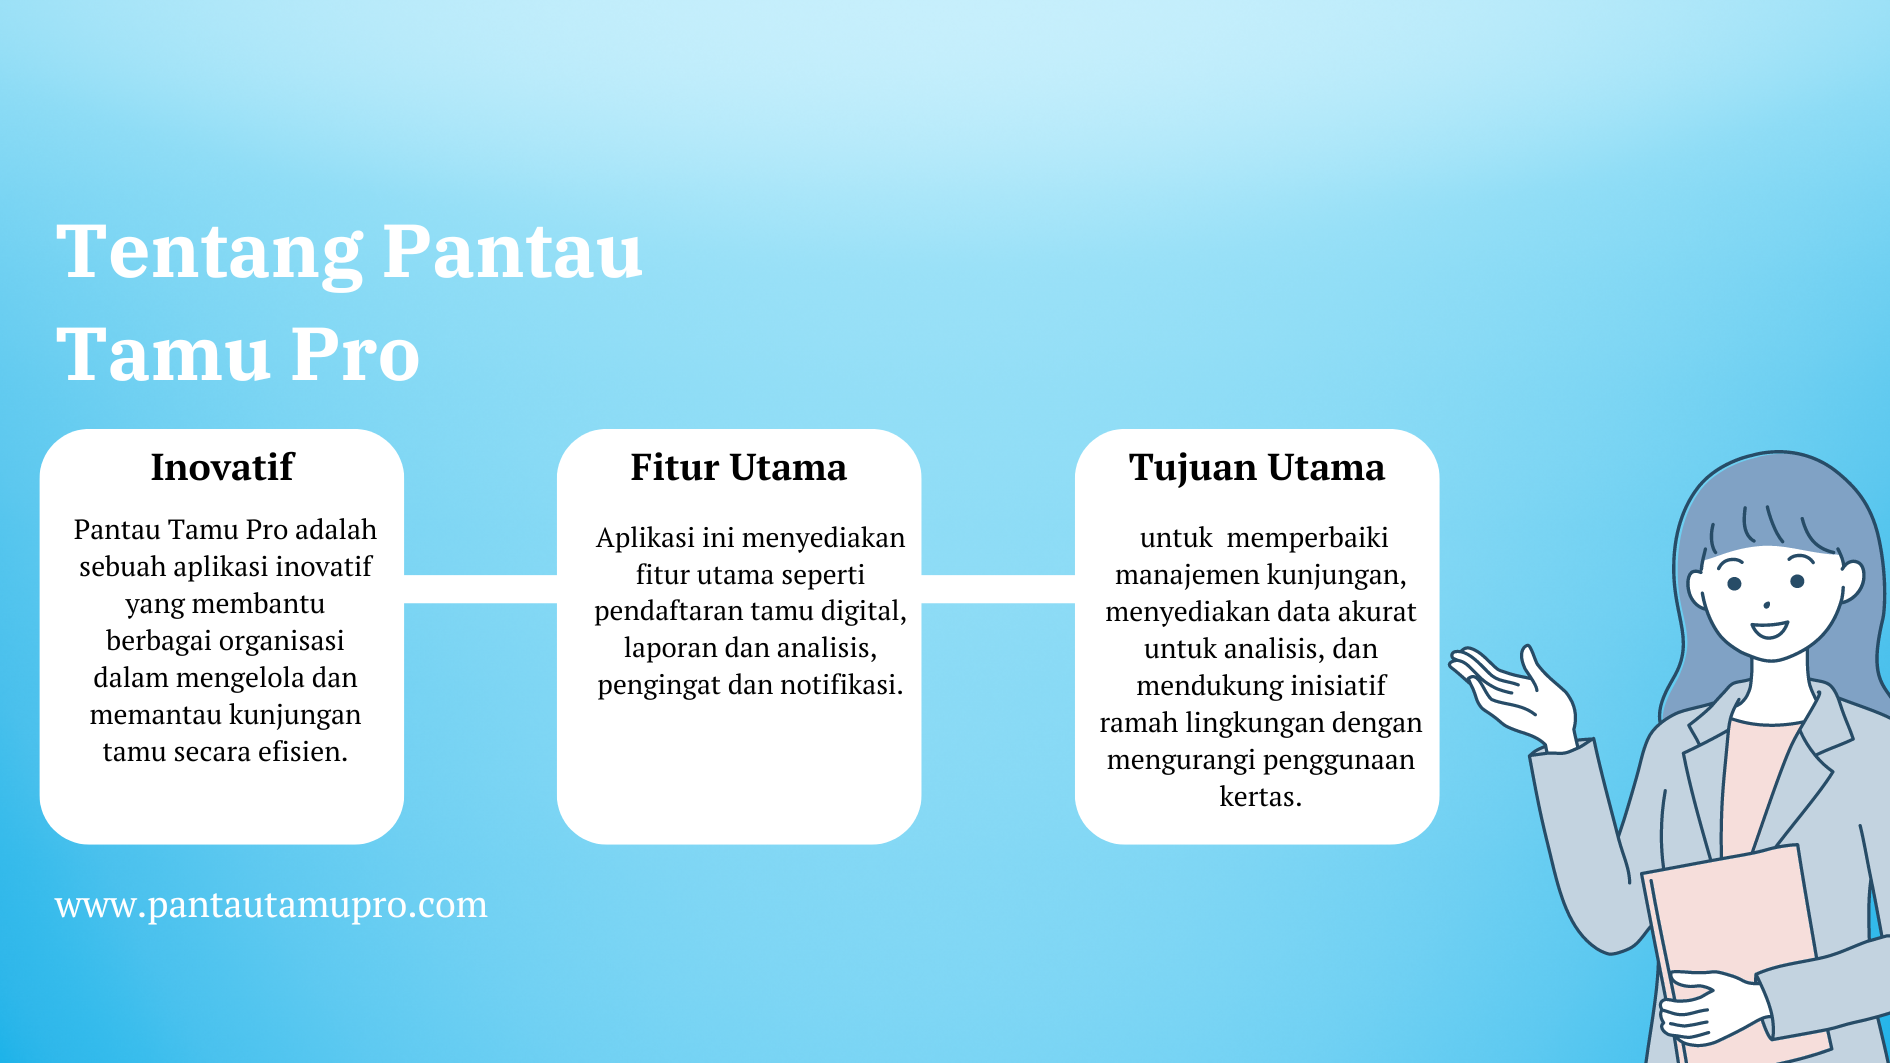 Tentang Pantau
Tamu Pro
Inovatif
Pantau Tamu Pro adalah
sebuah aplikasi inovatif
yang membantu
berbagai organisasi
dalam mengelola dan
memantau kunjungan
tamu secara efisien.
Fitur Utama
Aplikasi ini menyediakan
fitur utama seperti
pendaftaran tamu digital,
laporan dan analisis,
pengingat dan notifikasi.
Tujuan Utama
untuk  memperbaiki
manajemen kunjungan,
menyediakan data akurat
untuk analisis, dan
mendukung inisiatif
ramah lingkungan dengan
mengurangi penggunaan
kertas.
www.pantautamupro.com